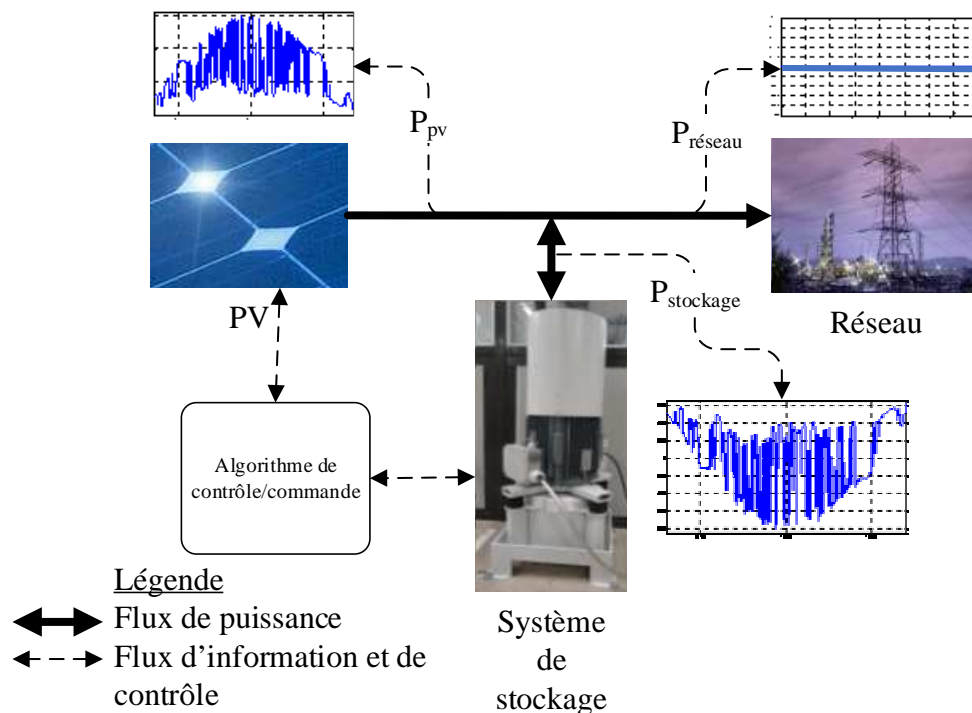 P_pv
P_réseau
PV
P_stockage
Réseau
Algorithme de
contrôle/commande
Légende
Flux de puissance
Flux d'information et de
contrôle
Système
de
stockage